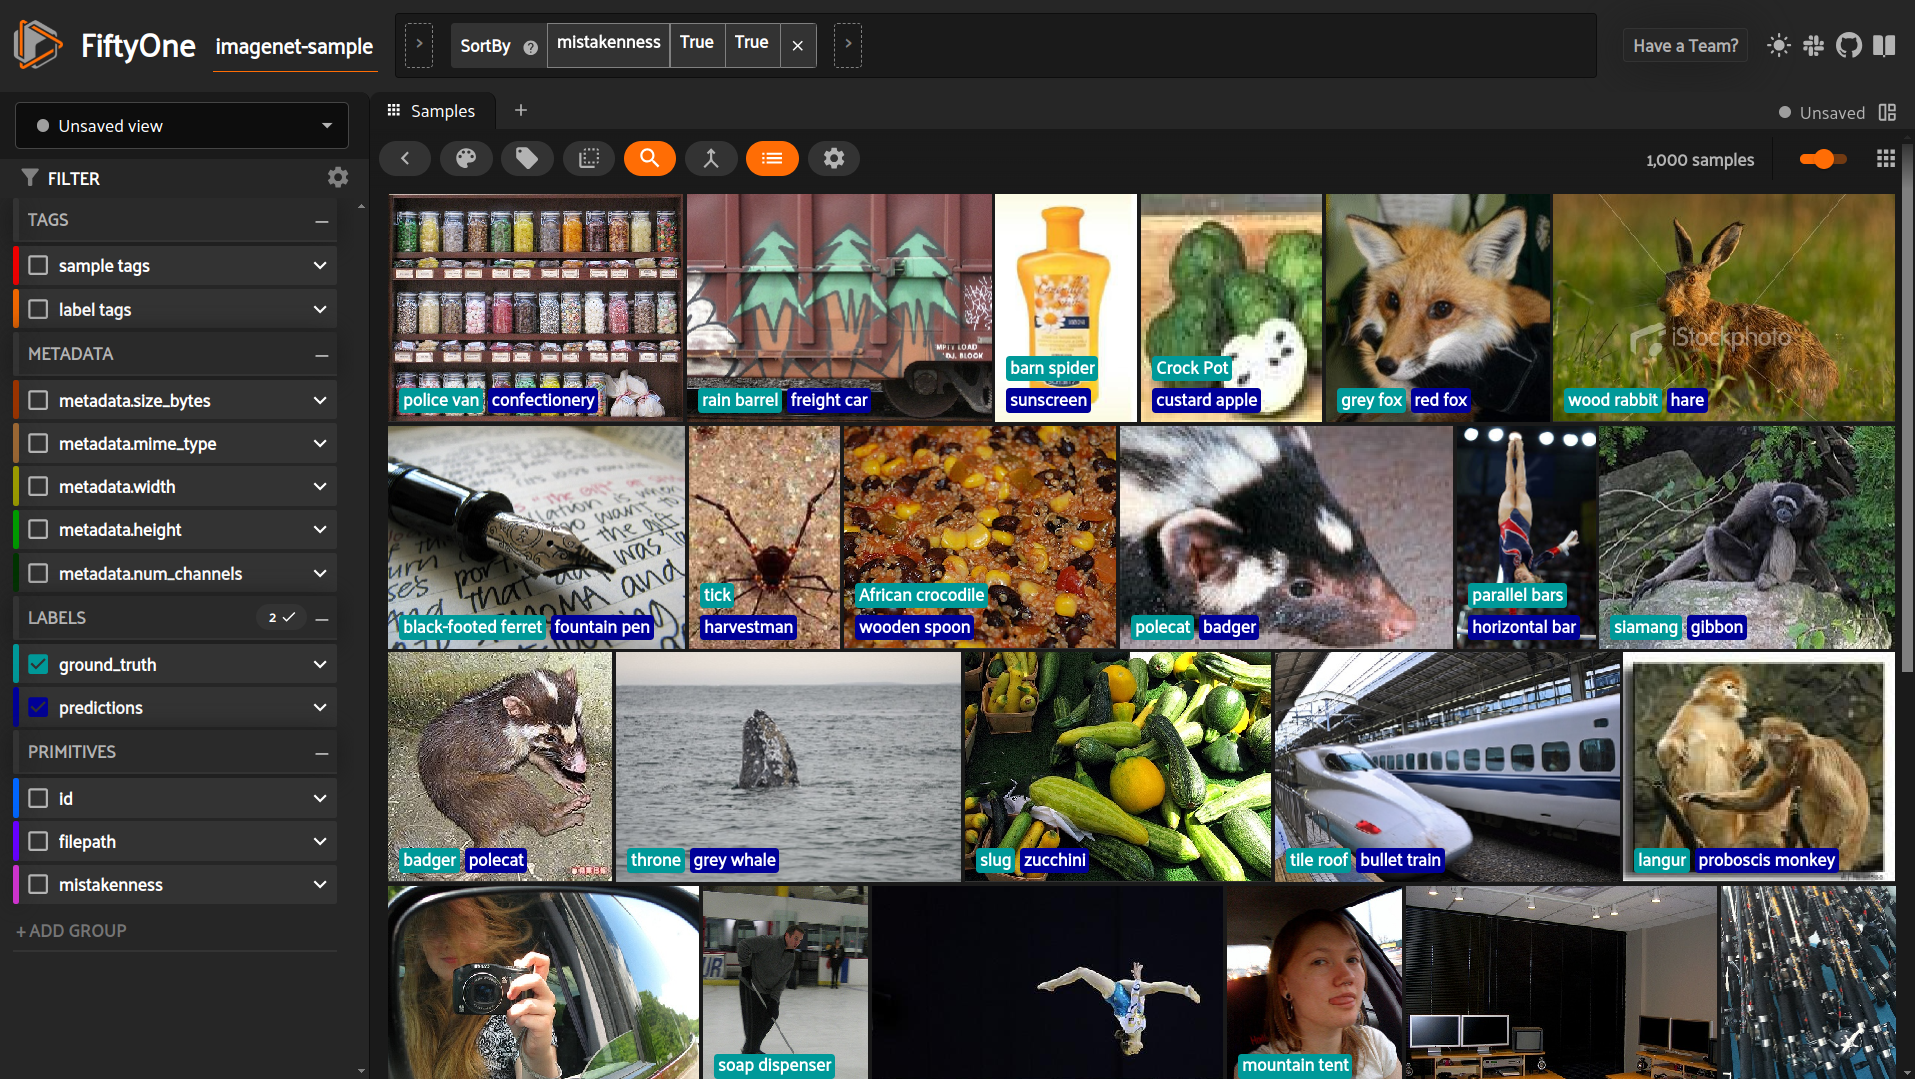 FiftyOne
imagenet-sample
SortBy
mistakenness
True
True
Have a Team?
Unsaved view
Samples
Unsaved
FILTER
1,000 samples
TAGS
sample tags
label tags
METADATA
metadata.size_bytes
metadata.mime_type
metadata.width
metadata.height
metadata.num_channels
LABELS
2
ground_truth
predictions
PRIMITIVES
id
filepath
mistakenness
+ ADD GROUP
police van confectionery
rain barrel freight car
barn spider
sunscreen
Crock Pot
custard apple
grey fox red fox
iStockphoto
wood rabbit hare
black-footed ferret fountain pen
tick
harvestman
African crocodile
wooden spoon
polecat badger
parallel bars
horizontal bar
siamang gibbon
badger polecat
throne grey whale
slug zucchini
tile roof bullet train
langur proboscis monkey
soap dispenser
mountain tent